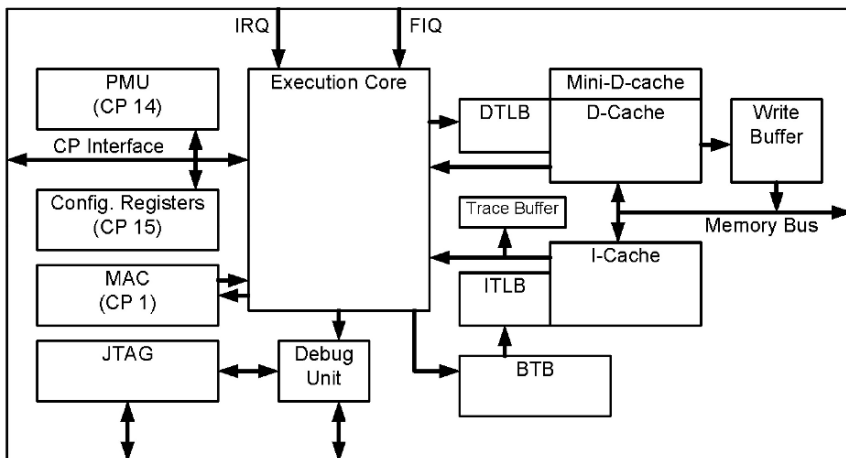 IRQ
FIQ
PMU
(CP 14)
Execution Core
Mini-D-cache
DTLB
D-Cache
Write
Buffer
CP Interface
Config. Registers
(CP 15)
Trace Buffer
Memory Bus
I-Cache
MAC
(CP 1)
ITLB
JTAG
Debug
Unit
BTB